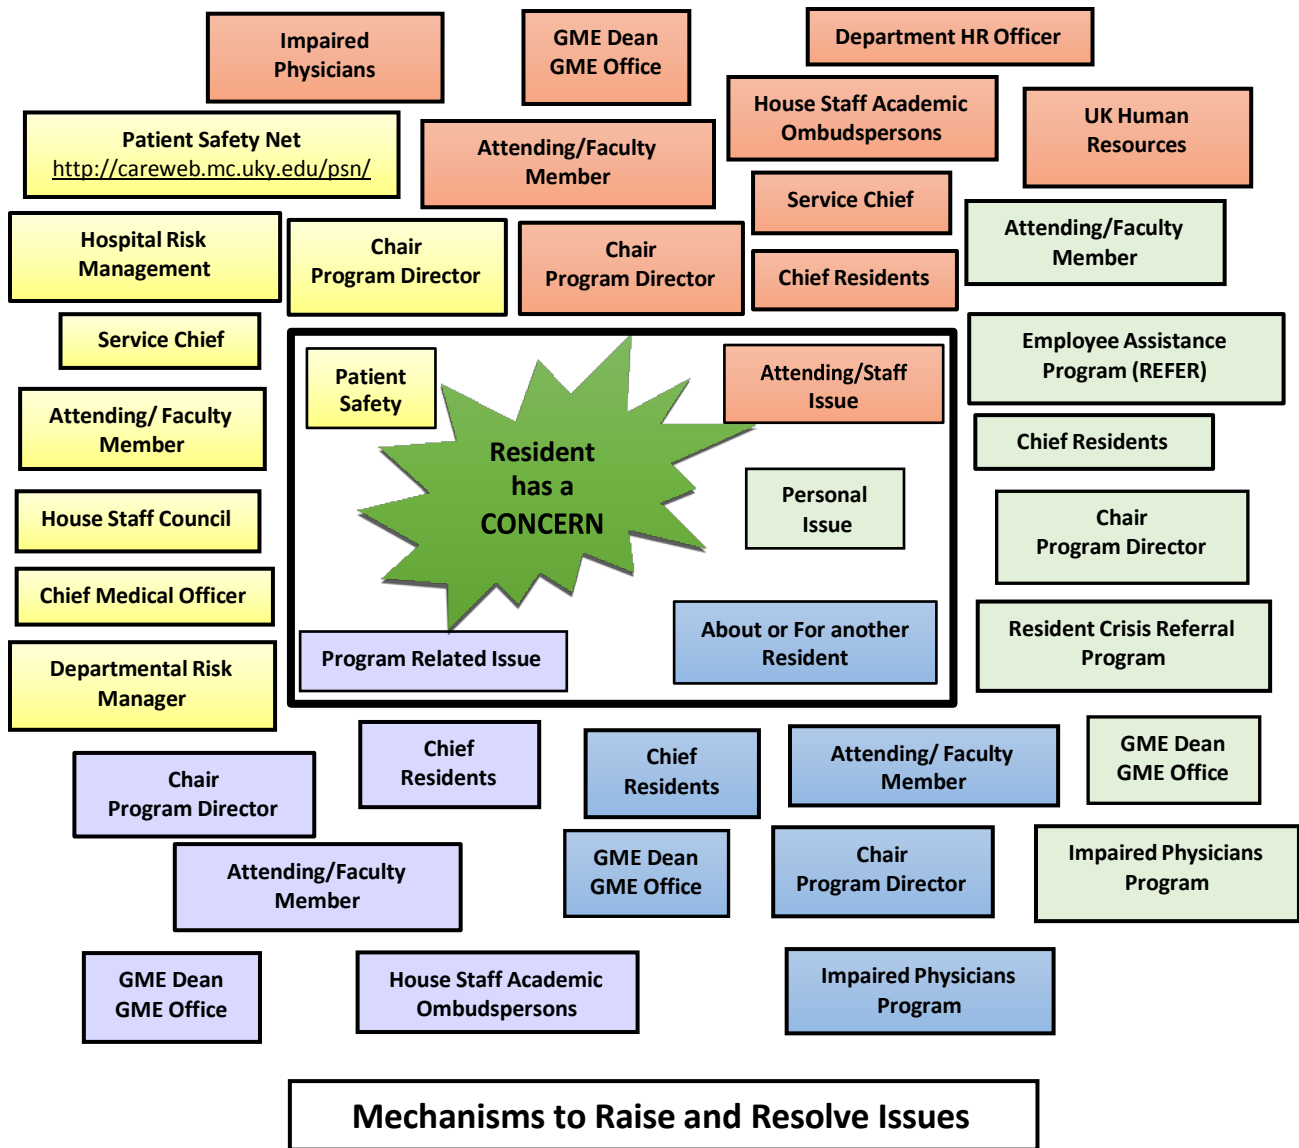 Impaired
Physicians
GME Dean
GME Office
Department HR Officer
Patient Safety Net
http://careweb.mc.uky.edu/psn/
Attending/Faculty
Member
House Staff Academic
Ombudspersons
UK Human
Resources
Hospital Risk
Management
Chair
Program Director
Chair
Program Director
Service Chief
Chief Residents
Attending/Faculty
Member
Service Chief
Patient
Safety
Attending/Staff
Issue
Employee Assistance
Program (REFER)
Attending/ Faculty
Member
Resident
has a
CONCERN
Chief Residents
House Staff Council
Personal
Issue
Chair
Program Director
Chief Medical Officer
Program Related Issue
About or For another
Resident
Resident Crisis Referral
Program
Departmental Risk
Manager
Chair
Program Director
Chief
Residents
Chief
Residents
Attending/ Faculty
Member
GME Dean
GME Office
Attending/Faculty
Member
GME Dean
GME Office
Chair
Program Director
Impaired Physicians
Program
GME Dean
GME Office
House Staff Academic
Ombudspersons
Impaired Physicians
Program
Mechanisms to Raise and Resolve Issues